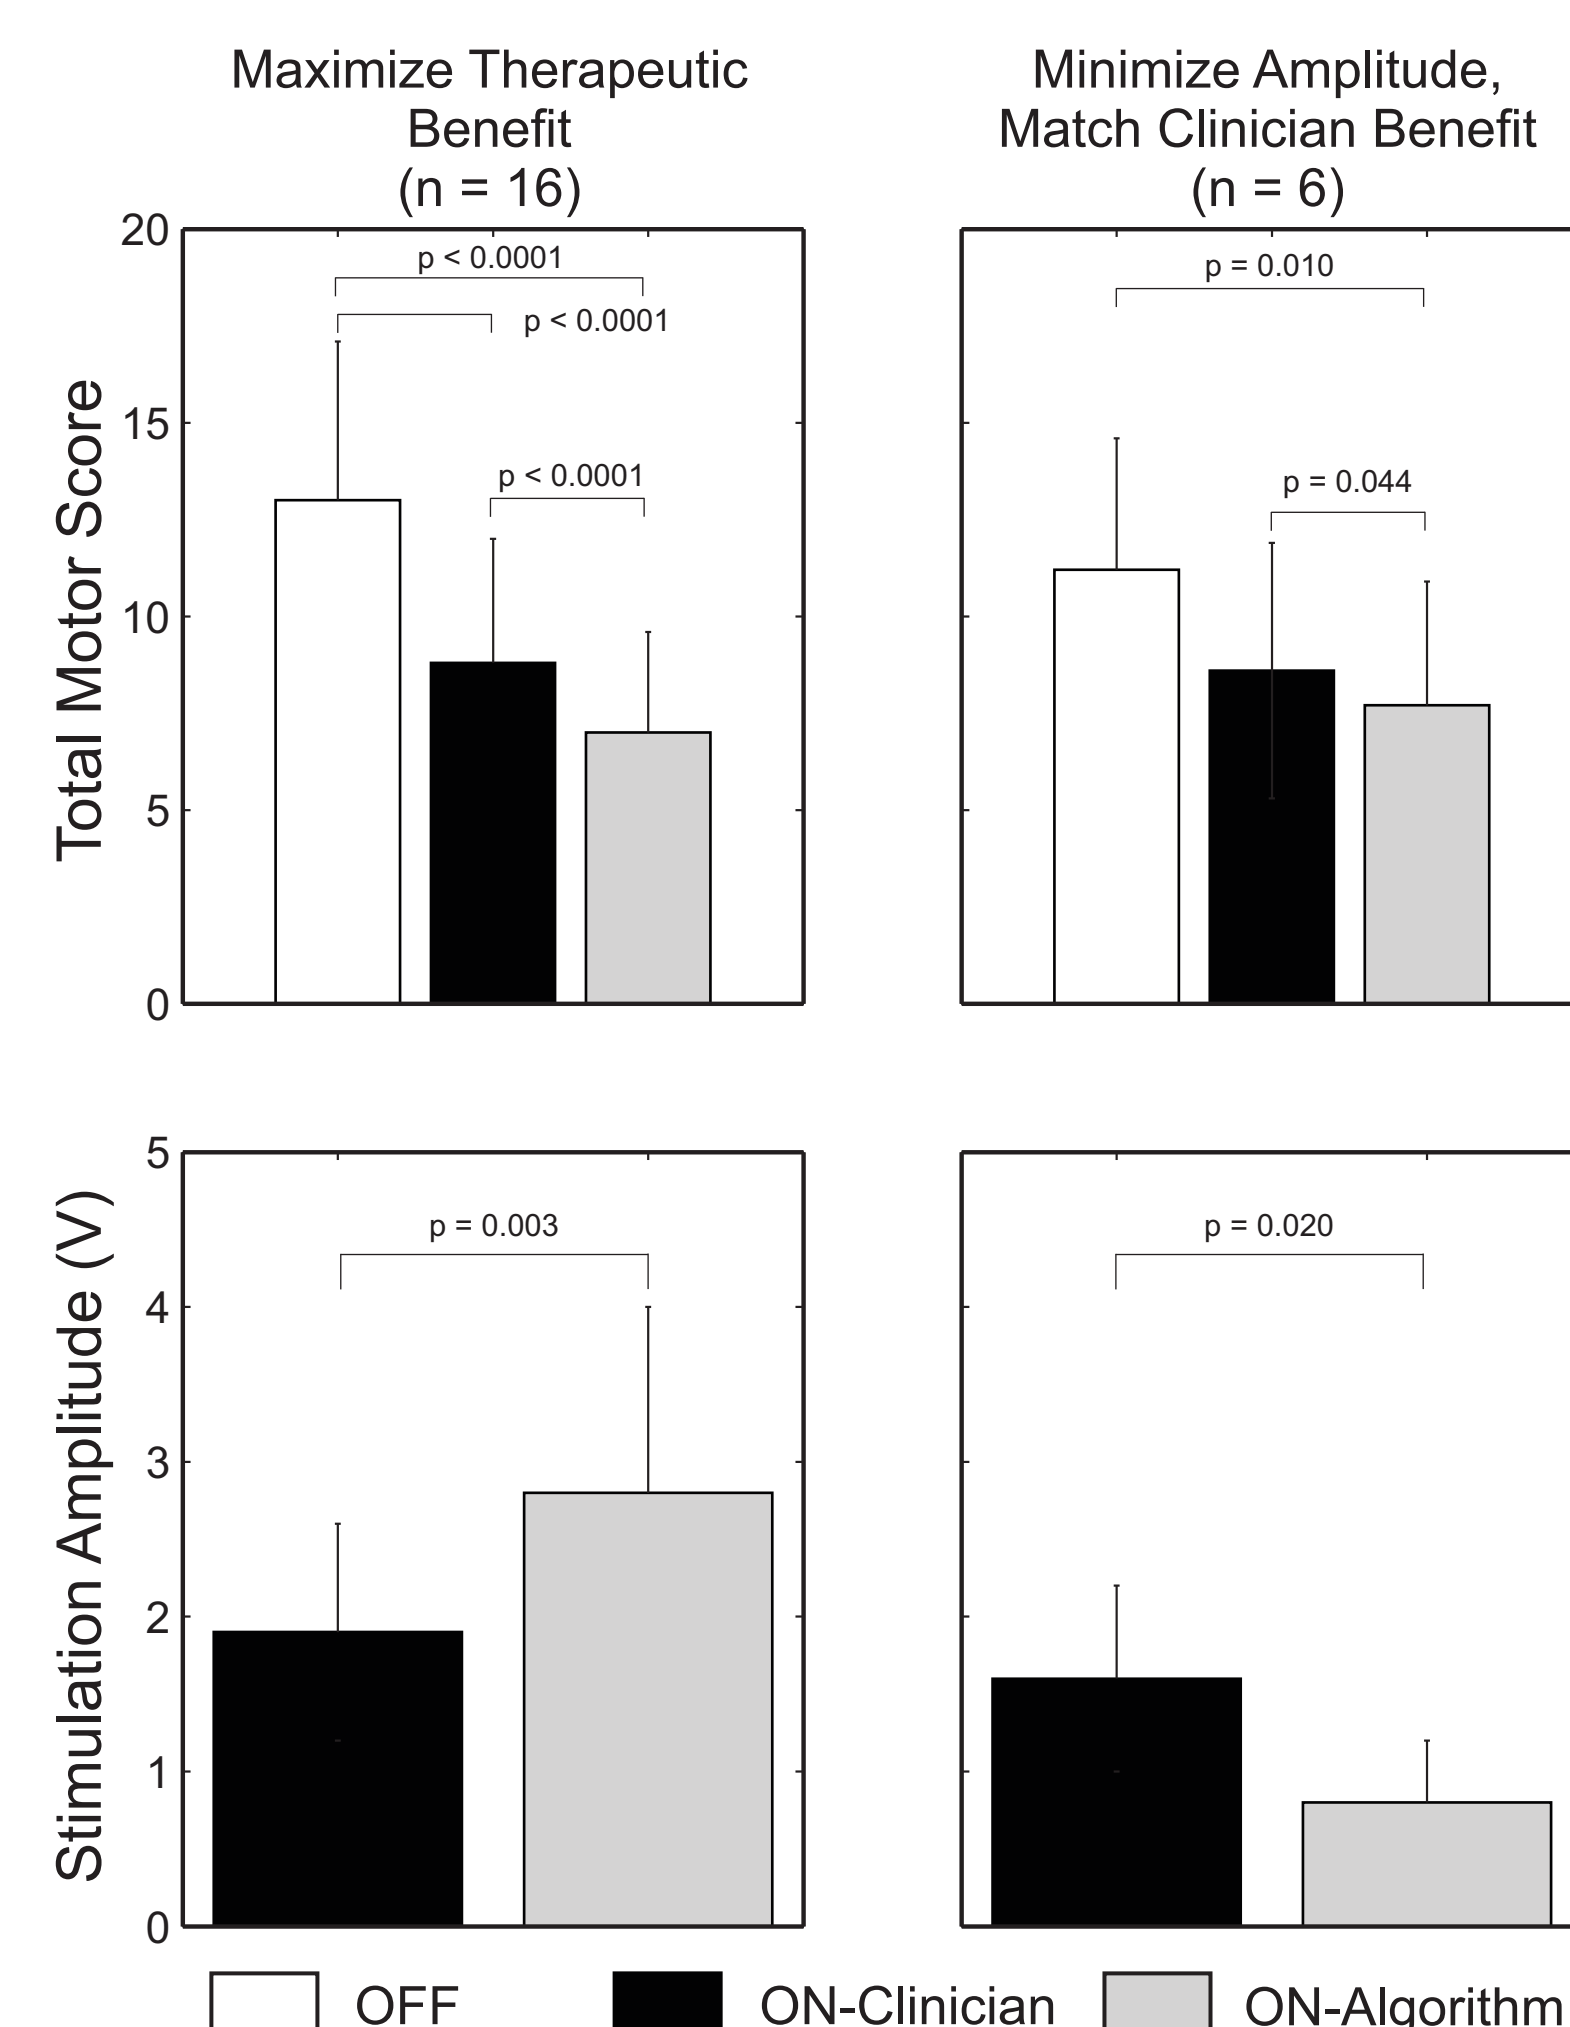 Maximize Therapeutic
Benefit
(n = 16)
Minimize Amplitude,
Match Clinician Benefit
(n = 6)
Total Motor Score
20
15
10
5
0
p < 0.0001
p < 0.0001
p < 0.0001
p = 0.010
p = 0.044
Stimulation Amplitude (V)
5
4
3
2
1
0
p = 0.003
p = 0.020
OFF
ON-Clinician
ON-Algorithm